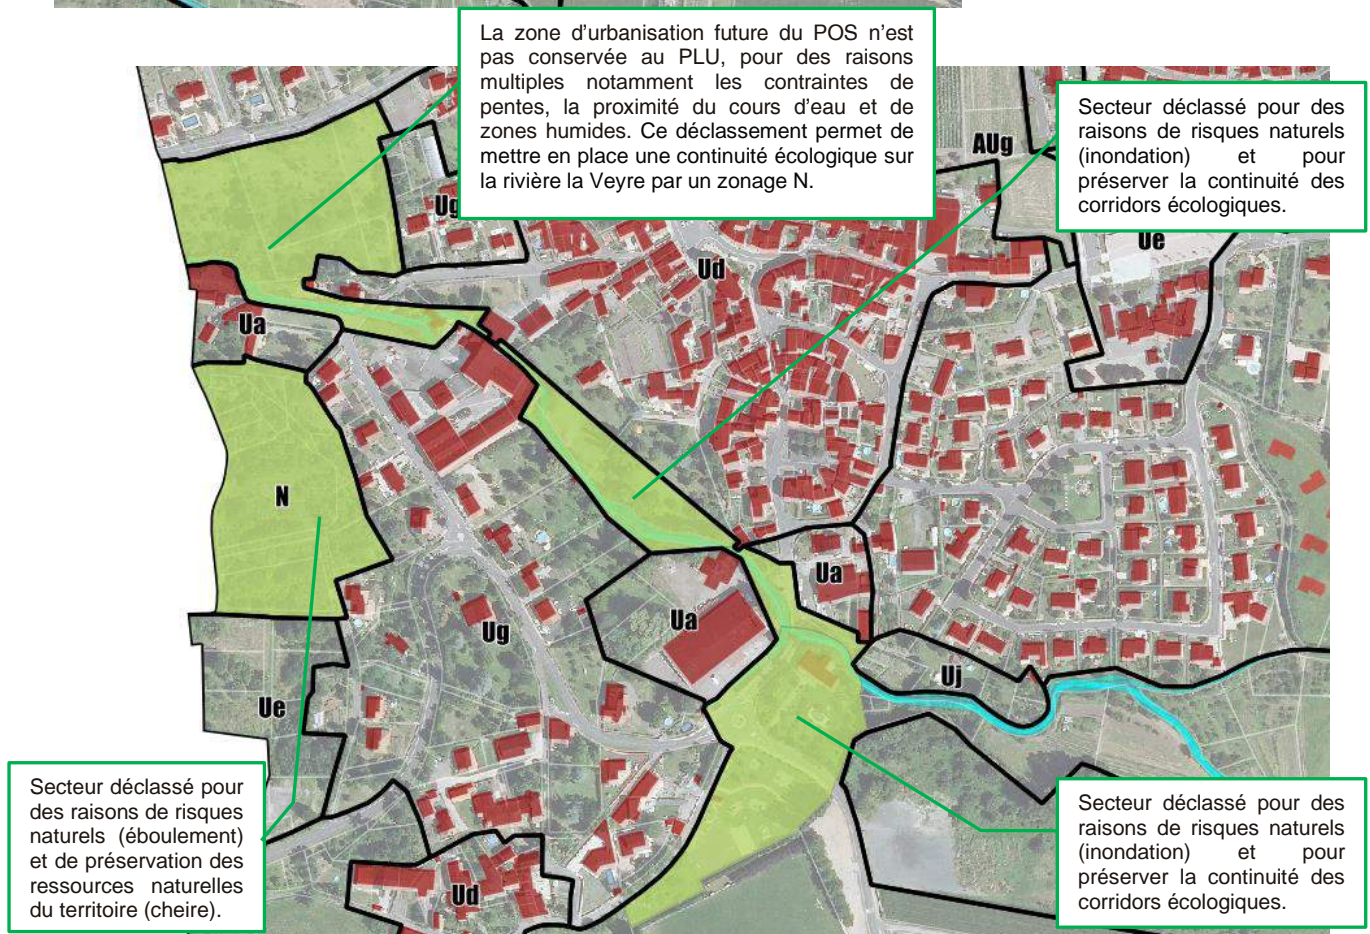 La zone d'urbanisation future du POS n'est
pas conservée au PLU, pour des raisons
multiples notamment les contraintes de
pentes, la proximité du cours d'eau et de
zones humides. Ce déclassement permet de
mettre en place une continuité écologique sur
la rivière la Veyre par un zonage N.
Secteur déclassé pour des
raisons de risques naturels
(inondation) et pour
préserver la continuité des
corridors écologiques.
AUg
Ug
Ue
Ud
Ua
N
Ua
Ua
Ug
Uj
Ue
Secteur déclassé pour
des raisons de risques
naturels (éboulement)
et de préservation des
ressources naturelles
du territoire (cheire).
Secteur déclassé pour des
raisons de risques naturels
(inondation) et pour
préserver la continuité des
corridors écologiques.
Ud